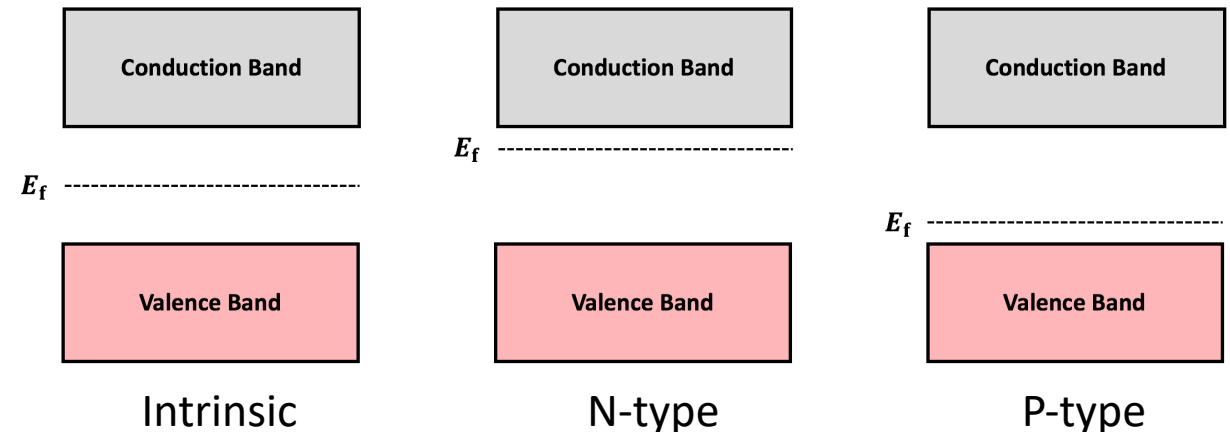 Conduction Band
Conduction Band
Conduction Band
E_f
E_f
E_f
Valence Band
Valence Band
Valence Band
Intrinsic
N-type
P-type